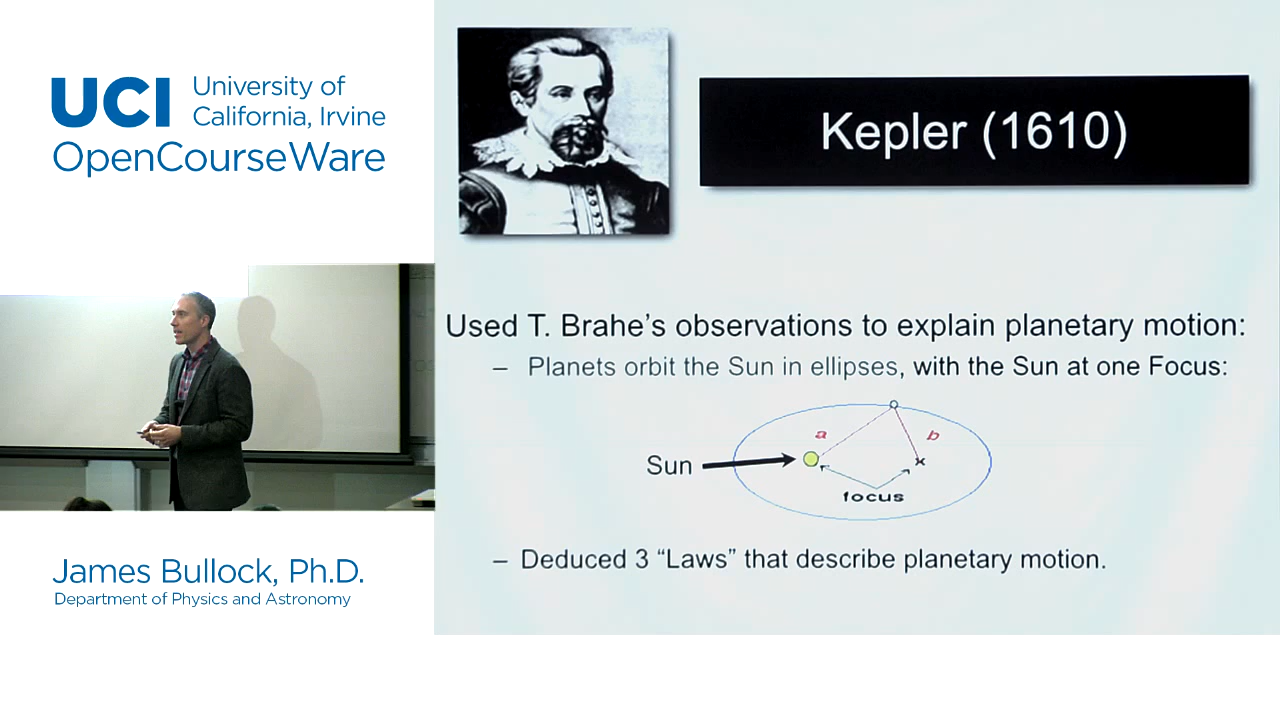 UCI University of
California, Irvine
OpenCourseWare
Kepler (1610)
Used T. Brahe's observations to explain planetary motion:
– Planets orbit the Sun in ellipses, with the Sun at one Focus:
a
b
Sun
focus
– Deduced 3 “Laws” that describe planetary motion.
James Bullock, Ph.D.
Department of Physics and Astronomy